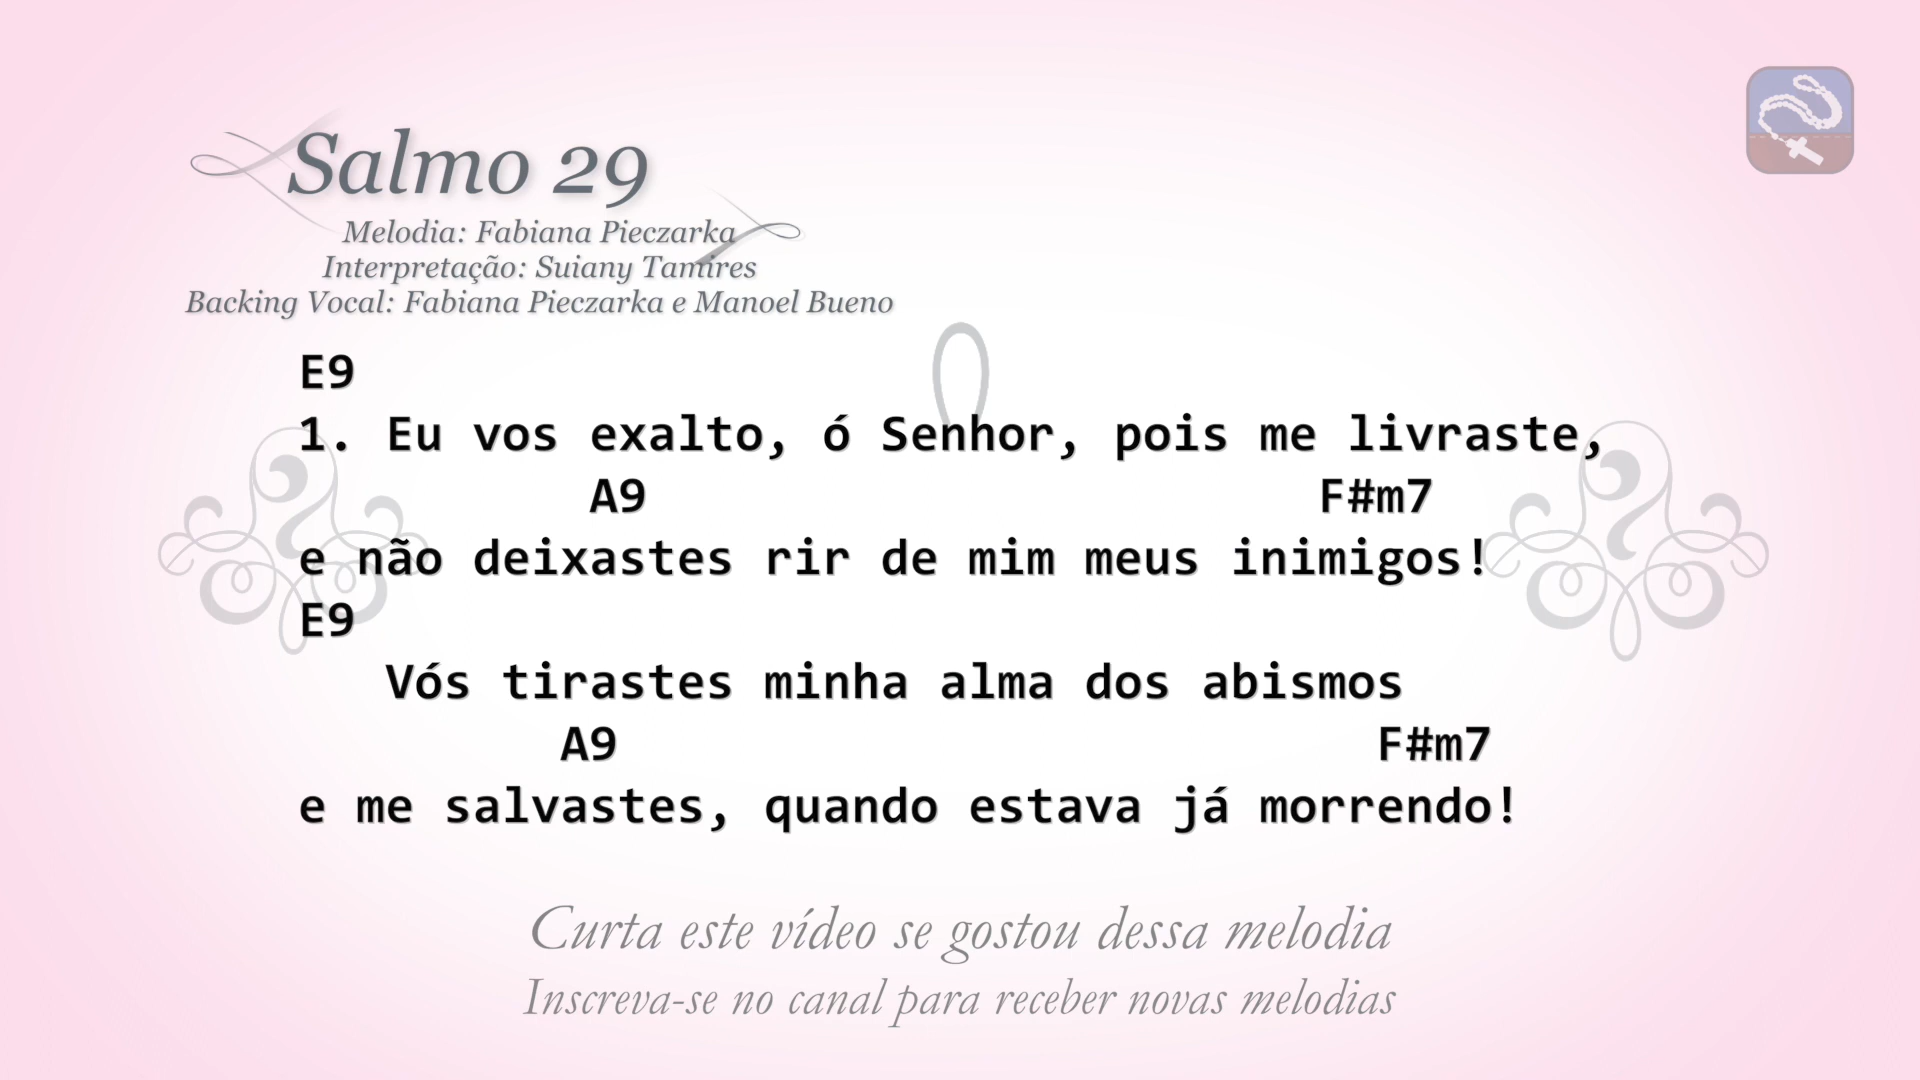 Salmo 29
Melodia: Fabiana Pieczarka
Interpretação: Suiany Tamires
Backing Vocal: Fabiana Pieczarka e Manoel Bueno
E9
1. Eu vos exalto, ó Senhor, pois me livraste,
A9 F#m7
e não deixastes rir de mim meus inimigos!
E9
Vós tirastes minha alma dos abismos
A9 F#m7
e me salvastes, quando estava já morrendo!
Curta este vídeo se gostou dessa melodia
Inscreva-se no canal para receber novas melodias